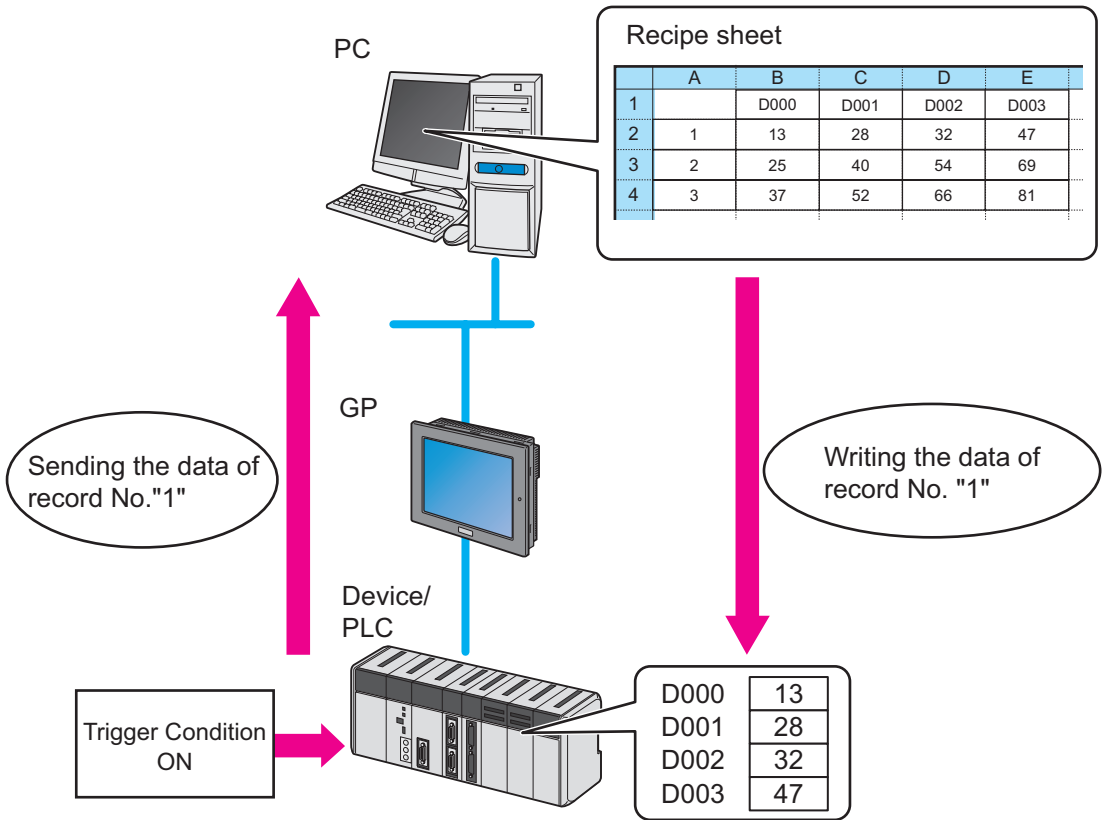 PC
Recipe sheet
A B C D E
1 D000 D001 D002 D003
2 1 13 28 32 47
3 2 25 40 54 69
4 3 37 52 66 81
GP
Sending the data of
record No."1"
Writing the data of
record No. "1"
Device/
PLC
Trigger Condition
ON
D000 13
D001 28
D002 32
D003 47